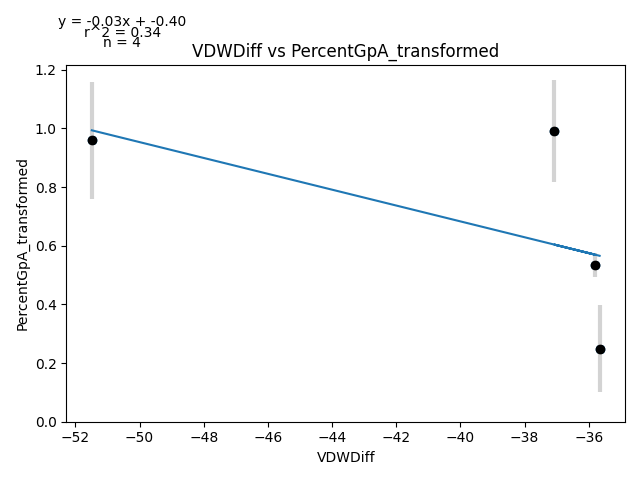 y = -0.03x + -0.40
r^2 = 0.34
n = 4
VDWDiff vs PercentGpA_transformed
PercentGpA_transformed
1.2
1.0
0.8
0.6
0.4
0.2
0.0
−52
−50
−48
−46
−44
−42
−40
−38
−36
VDWDiff